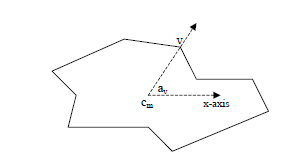 v
a_v
c_m x-axis